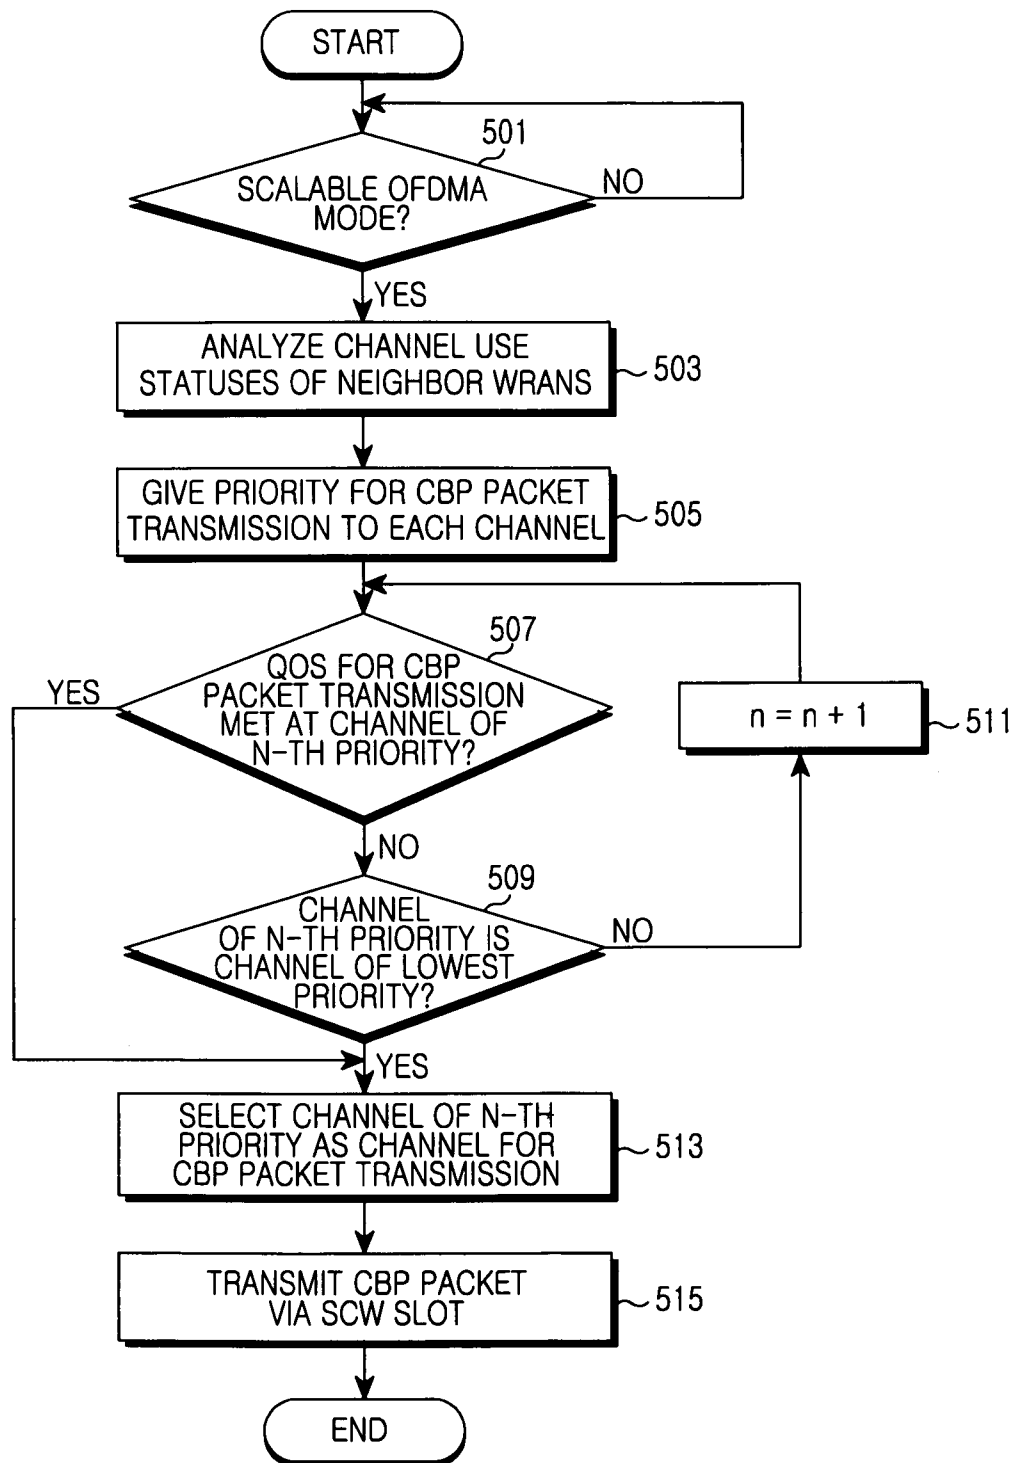 START
501
SCALABLE OFDMA
MODE?
NO
YES
ANALYZE CHANNEL USE
STATUSES OF NEIGHBOR WRANS
503
GIVE PRIORITY FOR CBP PACKET
TRANSMISSION TO EACH CHANNEL
505
507
QOS FOR CBP
PACKET TRANSMISSION
MET AT CHANNEL OF
N-TH PRIORITY?
YES
n = n + 1
511
NO
509
CHANNEL
OF N-TH PRIORITY IS
CHANNEL OF LOWEST
PRIORITY?
NO
YES
SELECT CHANNEL OF N-TH
PRIORITY AS CHANNEL FOR
CBP PACKET TRANSMISSION
513
TRANSMIT CBP PACKET
VIA SCW SLOT
515
END